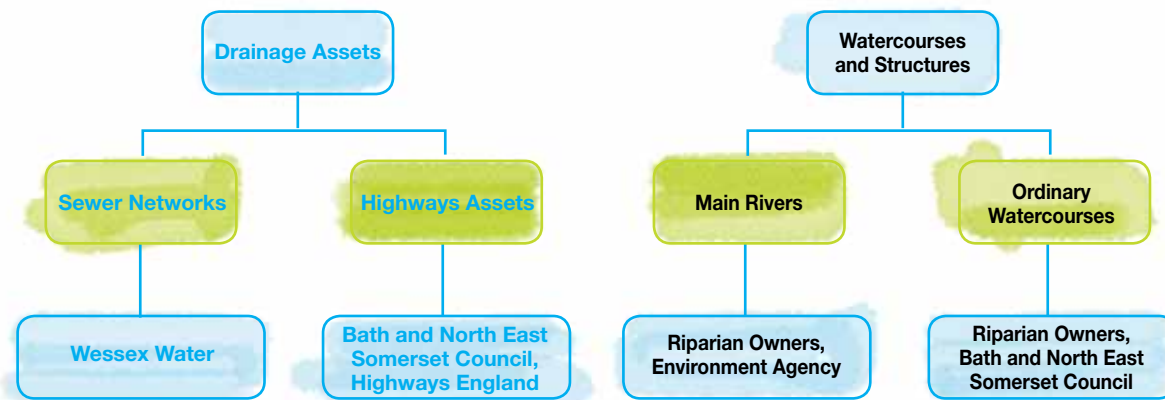 Drainage Assets
Watercourses
and Structures
Sewer Networks
Highways Assets
Main Rivers
Ordinary
Watercourses
Wessex Water
Bath and North East
Somerset Council,
Highways England
Riparian Owners,
Environment Agency
Riparian Owners,
Bath and North East
Somerset Council